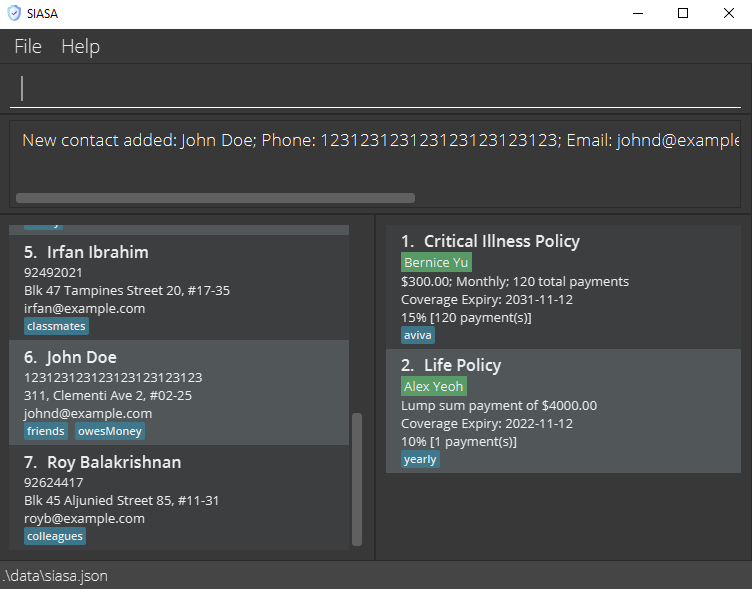 SIASA
File Help
New contact added: John Doe; Phone: 123123123123123123123123; Email: johnd@example
5. Irfan Ibrahim
92492021
Blk 47 Tampines Street 20, #17-35
irfan@example.com
classmates
6. John Doe
123123123123123123123123
311, Clementi Ave 2, #02-25
johnd@example.com
friends owesMoney
7. Roy Balakrishnan
92624417
Blk 45 Aljunied Street 85, #11-31
royb@example.com
colleagues
1. Critical Illness Policy
Bernice Yu
$300.00; Monthly; 120 total payments
Coverage Expiry: 2031-11-12
15% [120 payment(s)]
aviva
2. Life Policy
Alex Yeoh
Lump sum payment of $4000.00
Coverage Expiry: 2022-11-12
10% [1 payment(s)]
yearly
.\data\siasa.json